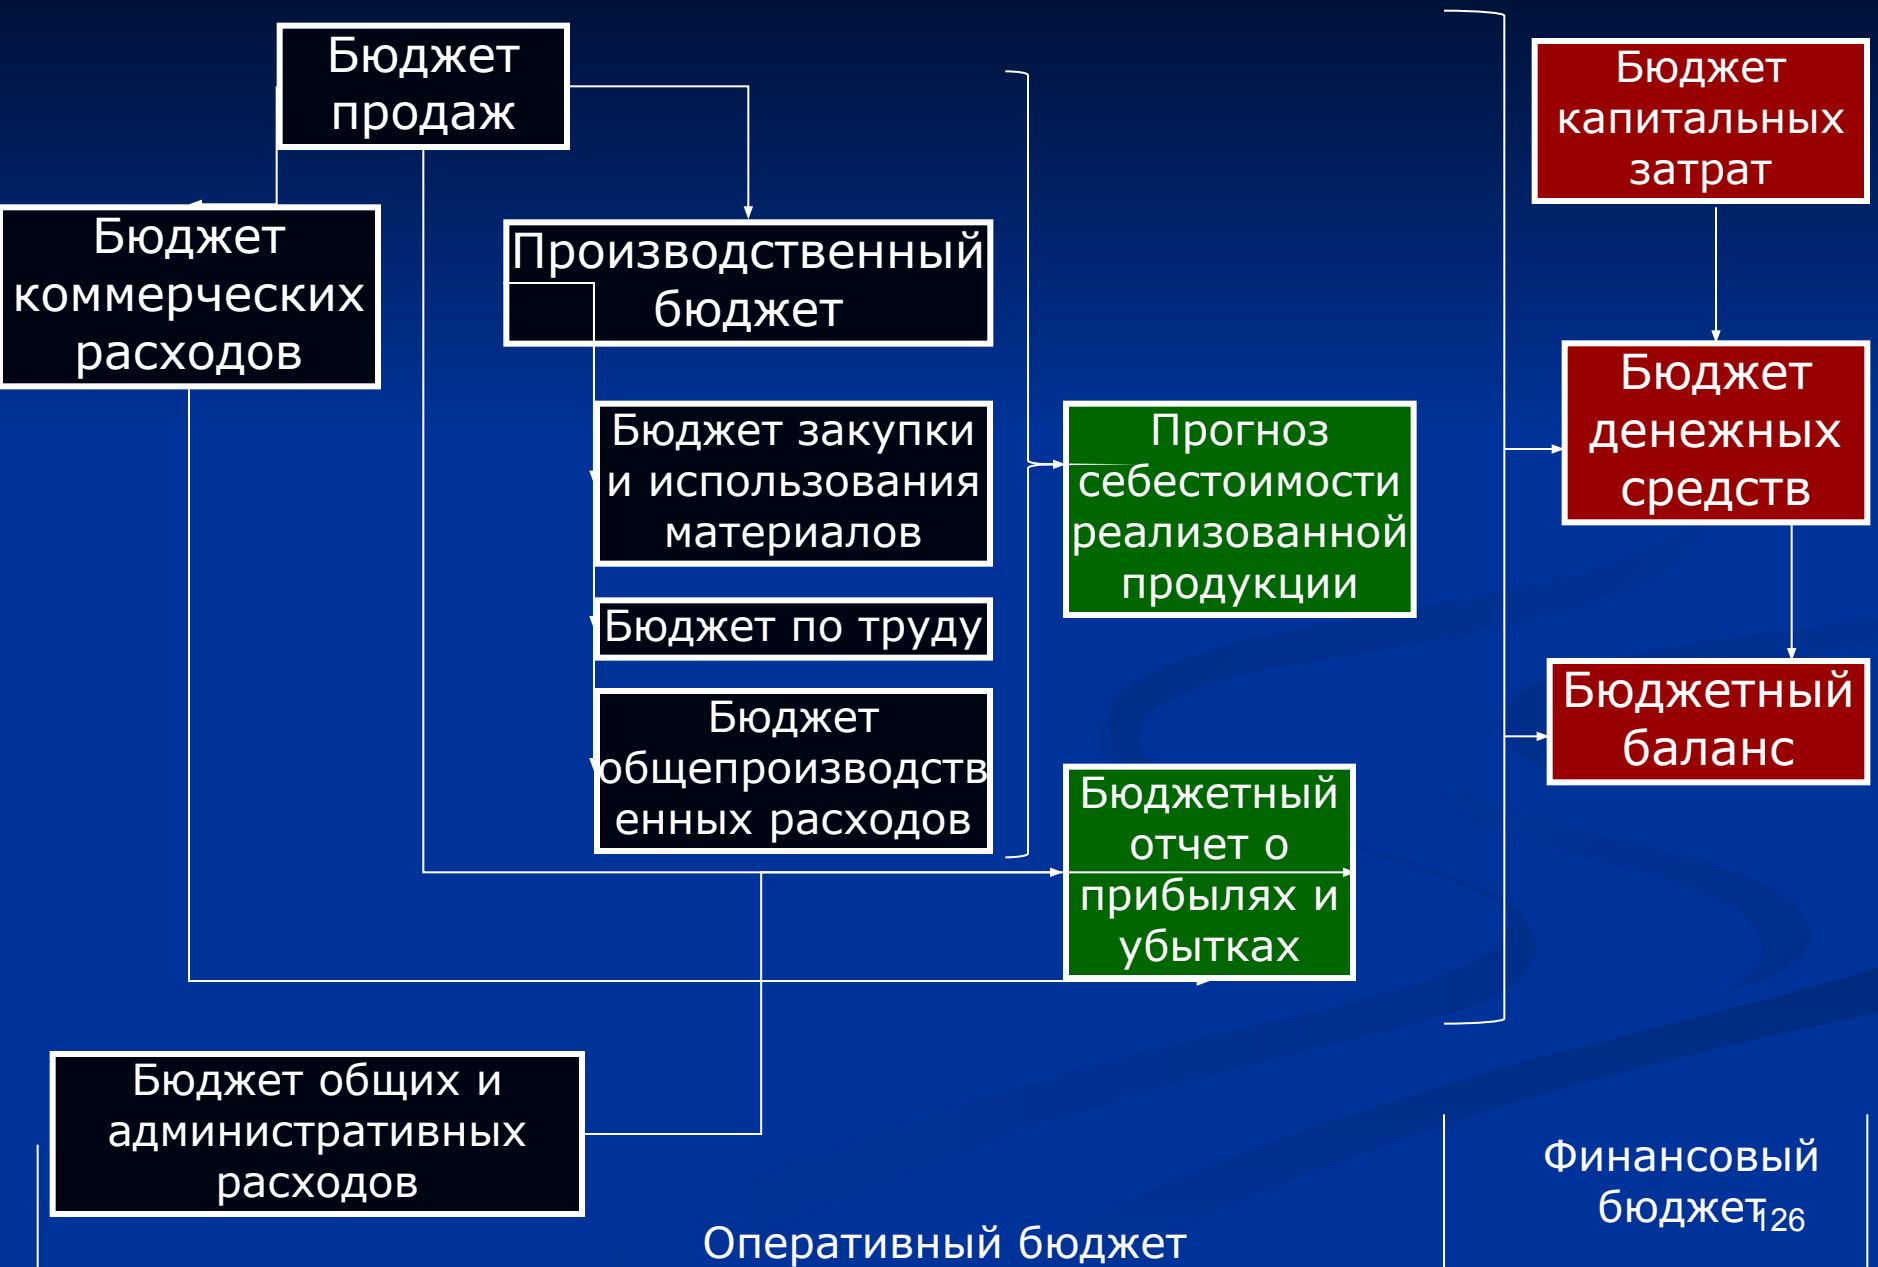 Бюджет
продаж
Бюджет
капитальных
затрат
Бюджет
коммерческих
расходов
Производственный
бюджет
Бюджет закупки
и использования
материалов
Прогноз
себестоимости
реализованной
продукции
Бюджет
денежных
средств
Бюджет по труду
Бюджет
общепроизводств
енных расходов
Бюджетный
баланс
Бюджетный
отчет о
прибылях и
убытках
Бюджет общих и
административных
расходов
Оперативный бюджет
Финансовый
бюджет
126